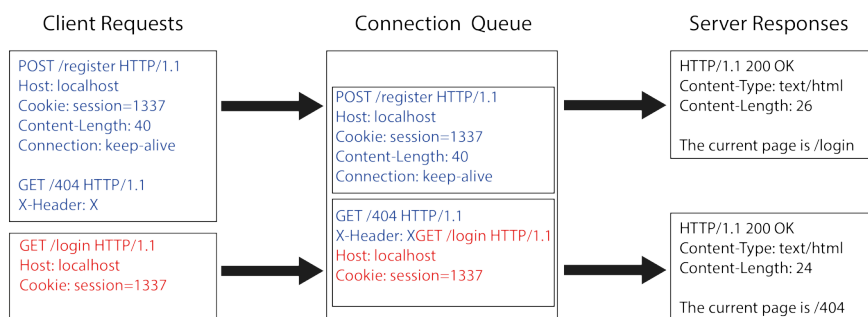 Client Requests
Connection Queue
Server Responses
POST /register HTTP/1.1
Host: localhost
Cookie: session=1337
Content-Length: 40
Connection: keep-alive
GET /404 HTTP/1.1
X-Header: X
GET /login HTTP/1.1
Host: localhost
Cookie: session=1337
POST /register HTTP/1.1
Host: localhost
Cookie: session=1337
Content-Length: 40
Connection: keep-alive
GET /404 HTTP/1.1
X-Header: XGET /login HTTP/1.1
Host: localhost
Cookie: session=1337
HTTP/1.1 200 OK
Content-Type: text/html
Content-Length: 26
The current page is /login
HTTP/1.1 200 OK
Content-Type: text/html
Content-Length: 24
The current page is /404